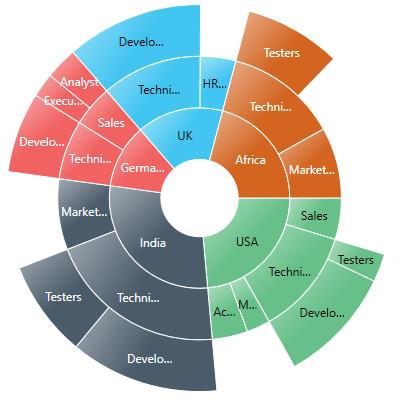 Develo...
Testers
Analyst
Techni...
HR...
Execu...
Techni...
Sales
UK
Develo...
Techni...
Germa...
Africa
Market...
Market...
Sales
India
USA
Testers
Techni...
Testers
Techni...
Ac...
M...
Develo...
Develo...